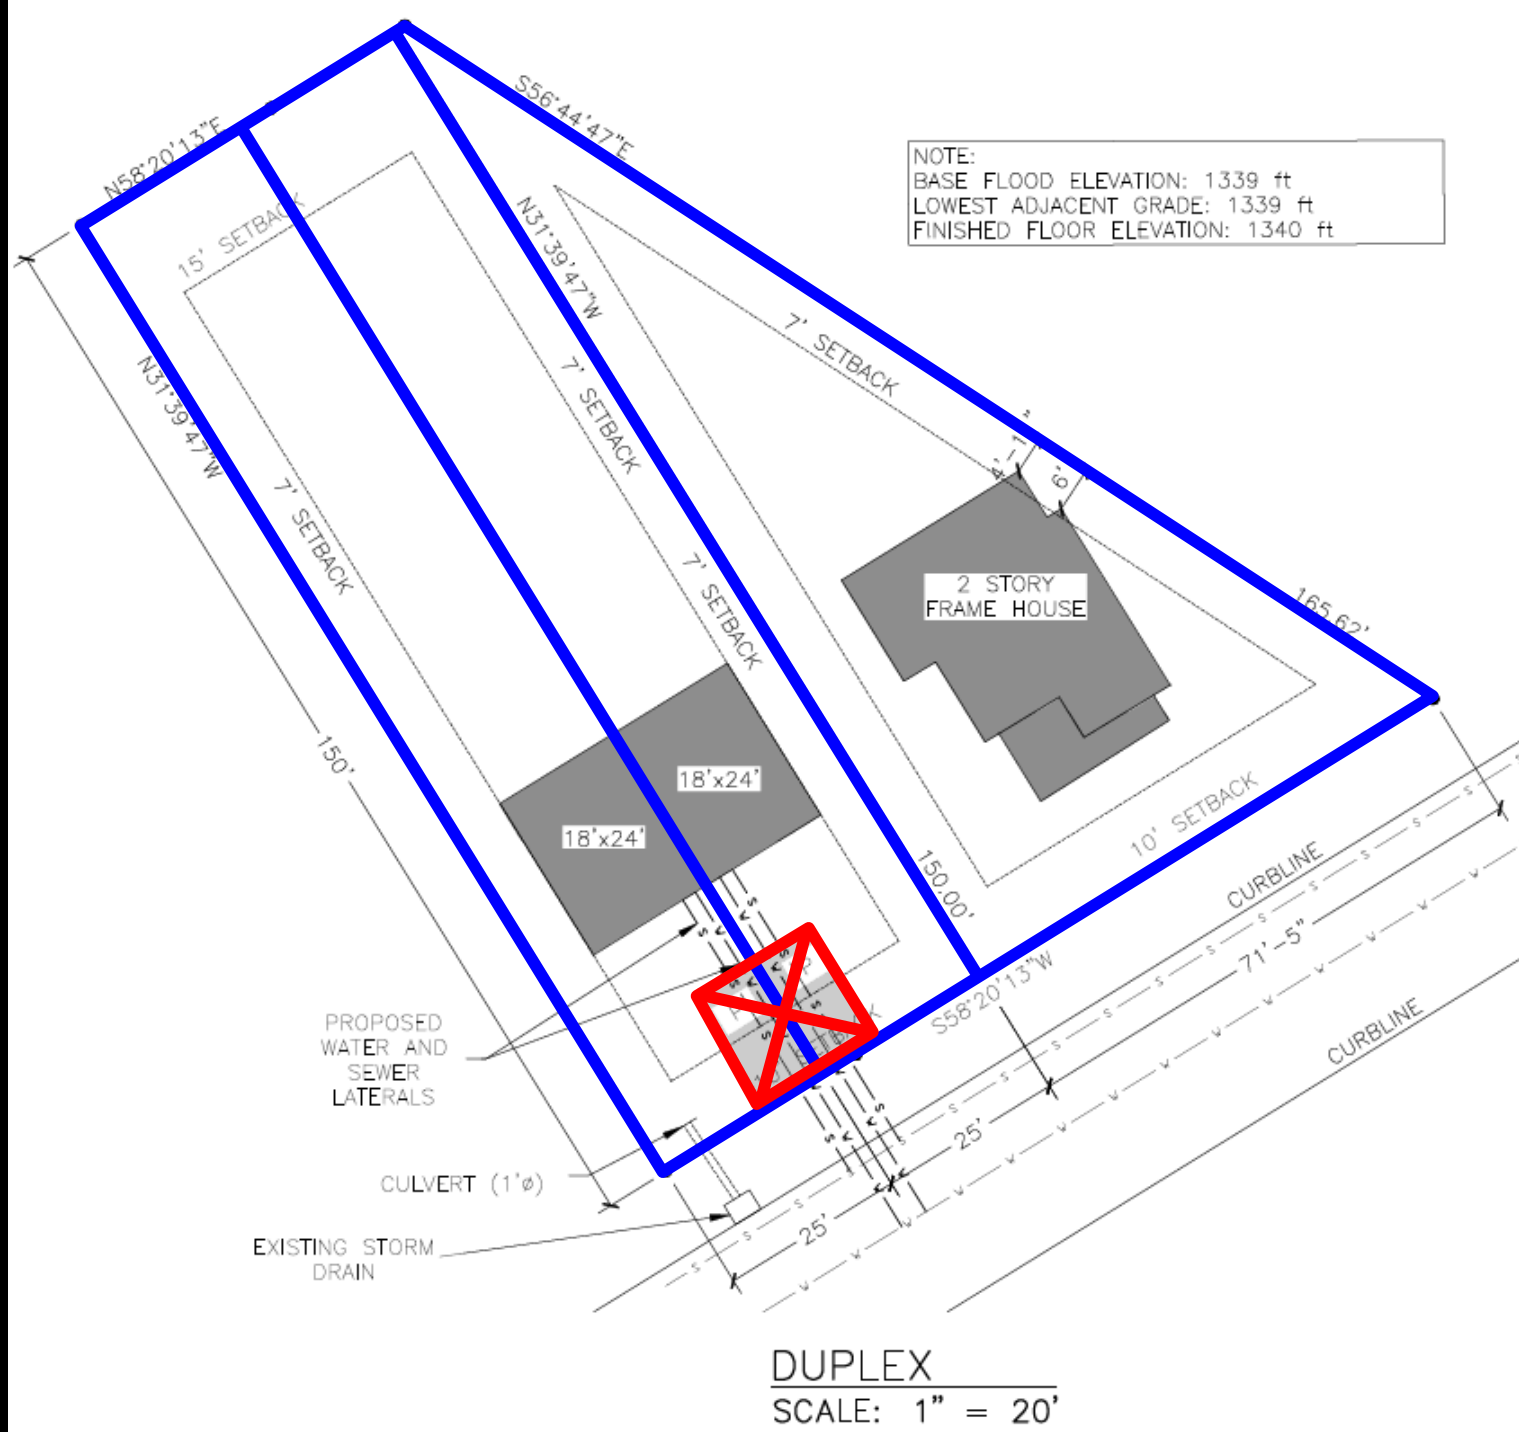 S56°44'47"E
N58°20'13"E
NOTE:
BASE FLOOD ELEVATION: 1339 ft
LOWEST ADJACENT GRADE: 1339 ft
FINISHED FLOOR ELEVATION: 1340 ft
15' SETBACK
N31°39'47"W
7' SETBACK
N31°39'47"W
7' SETBACK
7' SETBACK
4'-1"
6'
7' SETBACK
2 STORY
FRAME HOUSE
165.62'
150'
18'x24'
18'x24'
10' SETBACK
150.00'
CURBLINE
71'-5"
S58°20'13"W
CURBLINE
PROPOSED
WATER AND
SEWER
LATERALS
25'
CULVERT (1'ø)
25'
EXISTING STORM
DRAIN
DUPLEX
SCALE: 1" = 20'